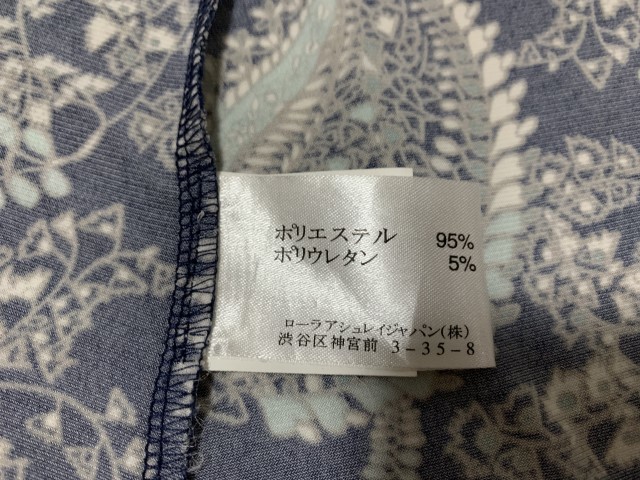 ポリエステル 95%
ポリウレタン 5%
ローラアシュレイジャパン(株)
渋谷区神宮前 3-35-8